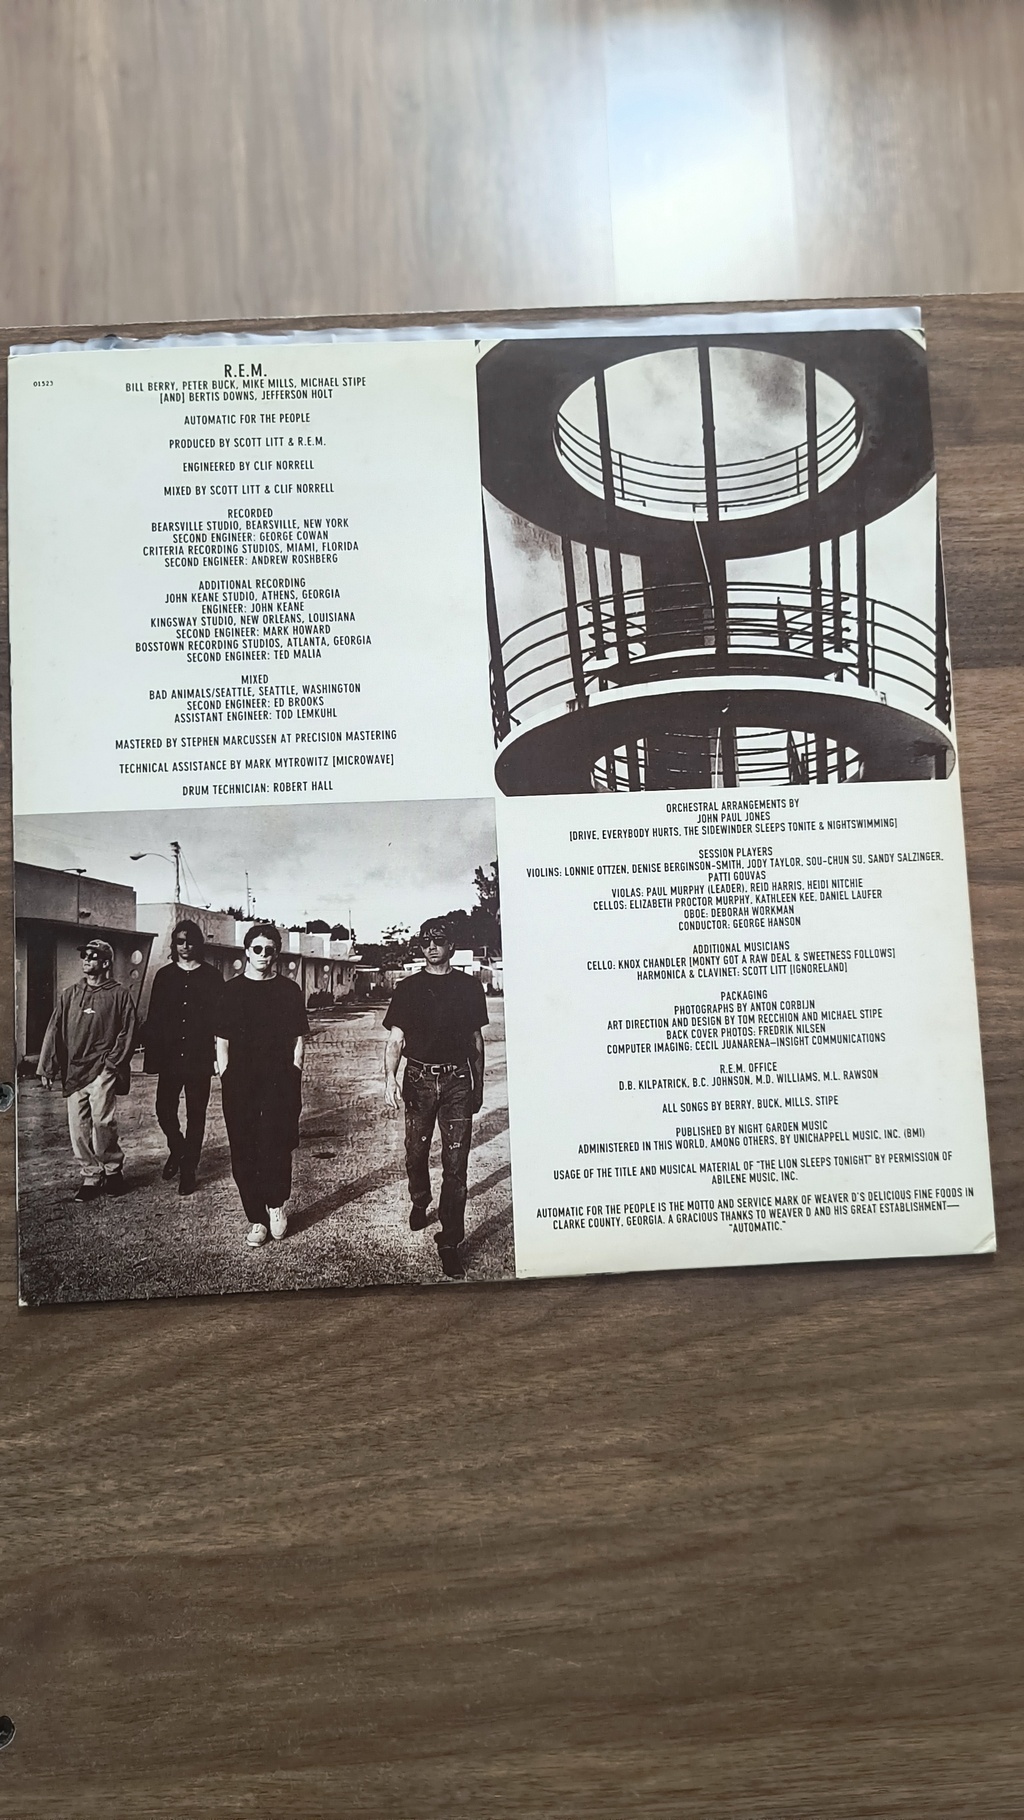 01523
R.E.M.
BILL BERRY, PETER BUCK, MIKE MILLS, MICHAEL STIPE
[AND] BERTIS DOWNS, JEFFERSON HOLT
AUTOMATIC FOR THE PEOPLE
PRODUCED BY SCOTT LITT & R.E.M.
ENGINEERED BY CLIF NORRELL
MIXED BY SCOTT LITT & CLIF NORRELL
RECORDED
BEARSVILLE STUDIO, BEARSVILLE, NEW YORK
SECOND ENGINEER: GEORGE COWAN
CRITERIA RECORDING STUDIOS, MIAMI, FLORIDA
SECOND ENGINEER: ANDREW ROSHBERG
ADDITIONAL RECORDING
JOHN KEANE STUDIO, ATHENS, GEORGIA
ENGINEER: JOHN KEANE
KINGSWAY STUDIO, NEW ORLEANS, LOUISIANA
SECOND ENGINEER: MARK HOWARD
BOSSTOWN RECORDING STUDIOS, ATLANTA, GEORGIA
SECOND ENGINEER: TED MALIA
MIXED
BAD ANIMALS/SEATTLE, SEATTLE, WASHINGTON
SECOND ENGINEER: ED BROOKS
ASSISTANT ENGINEER: TOD LEMKUHL
MASTERED BY STEPHEN MARCUSSEN AT PRECISION MASTERING
TECHNICAL ASSISTANCE BY MARK MYTROWITZ [MICROWAVE]
DRUM TECHNICIAN: ROBERT HALL
ORCHESTRAL ARRANGEMENTS BY
JOHN PAUL JONES
[DRIVE, EVERYBODY HURTS, THE SIDEWINDER SLEEPS TONITE & NIGHTSWIMMING]
SESSION PLAYERS
VIOLINS: LONNIE OTTZEN, DENISE BERGINSON-SMITH, JODY TAYLOR, SOU-CHUN SU, SANDY SALZINGER,
PATTI GOUVAS
VIOLAS: PAUL MURPHY (LEADER), REID HARRIS, HEIDI NITCHIE
CELLOS: ELIZABETH PROCTOR MURPHY, KATHLEEN KEE, DANIEL LAUFER
OBOE: DEBORAH WORKMAN
CONDUCTOR: GEORGE HANSON
ADDITIONAL MUSICIANS
CELLO: KNOX CHANDLER [MONTY GOT A RAW DEAL & SWEETNESS FOLLOWS]
HARMONICA & CLAVINET: SCOTT LITT [IGNORELAND]
PACKAGING
PHOTOGRAPHS BY ANTON CORBIJN
ART DIRECTION AND DESIGN BY TOM RECCHION AND MICHAEL STIPE
BACK COVER PHOTOS: FREDRIK NILSEN
COMPUTER IMAGING: CECIL JUANARENA—INSIGHT COMMUNICATIONS
R.E.M. OFFICE
D.B. KILPATRICK, B.C. JOHNSON, M.D. WILLIAMS, M.L. RAWSON
ALL SONGS BY BERRY, BUCK, MILLS, STIPE
PUBLISHED BY NIGHT GARDEN MUSIC
ADMINISTERED IN THIS WORLD, AMONG OTHERS, BY UNICHAPPELL MUSIC, INC. (BMI)
USAGE OF THE TITLE AND MUSICAL MATERIAL OF "THE LION SLEEPS TONIGHT" BY PERMISSION OF
ABILENE MUSIC, INC.
AUTOMATIC FOR THE PEOPLE IS THE MOTTO AND SERVICE MARK OF WEAVER D'S DELICIOUS FINE FOODS IN
CLARKE COUNTY, GEORGIA. A GRACIOUS THANKS TO WEAVER D AND HIS GREAT ESTABLISHMENT—
"AUTOMATIC."